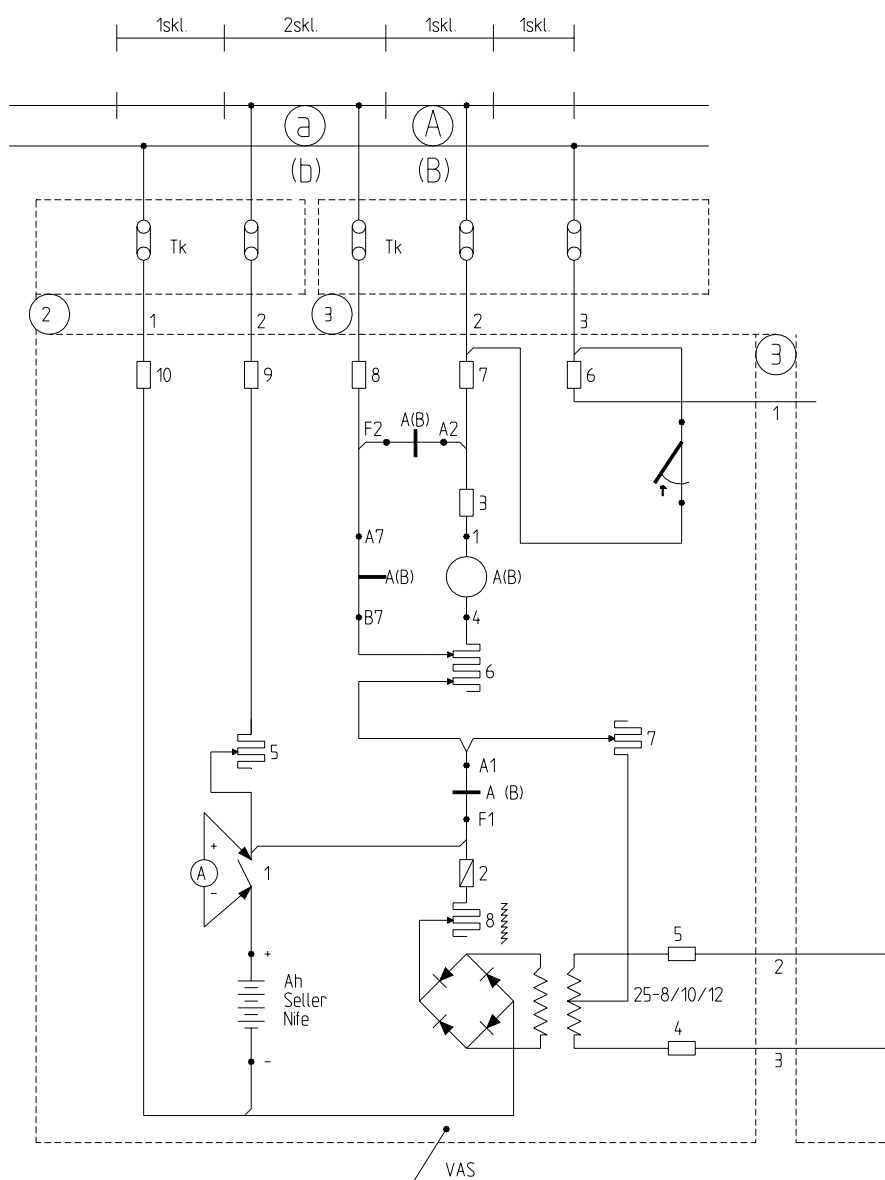 1skl. 2skl. 1skl. 1skl.
a A
(b) (B)
Tk Tk
2 3
1 2 2 3
3
10 9 8 7 6
1
F2 A(B) A2
3
A7 1
A(B) A(B)
B7 4
6
5 7
A1
A (B)
F1
+
A 1 2
-
8
+ 5
2
Ah
Seller
Nife
25-8/10/12
4
- 3
VAS